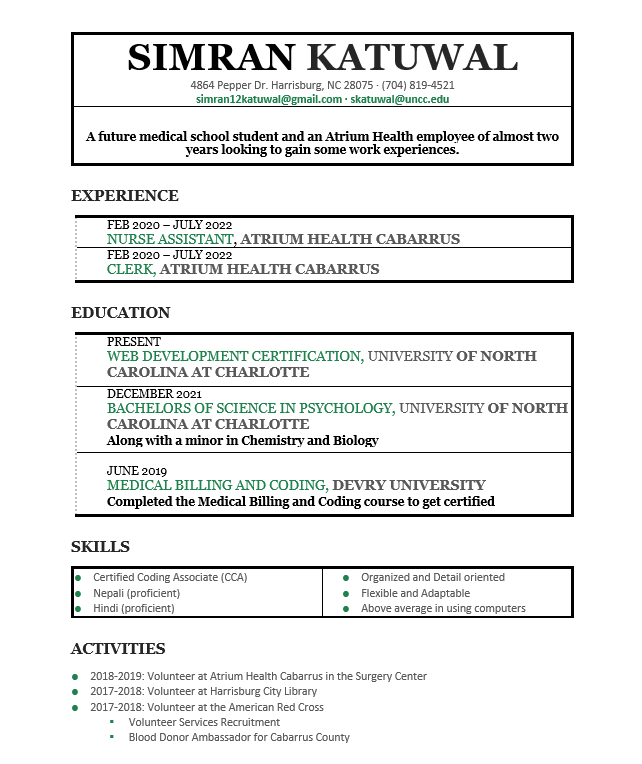 SIMRAN KATUWAL
4864 Pepper Dr. Harrisburg, NC 28075 · (704) 819-4521
simran12katuwal@gmail.com · skatuwal@uncc.edu
A future medical school student and an Atrium Health employee of almost two
years looking to gain some work experiences.
EXPERIENCE
FEB 2020 – JULY 2022
NURSE ASSISTANT, ATRIUM HEALTH CABARRUS
FEB 2020 – JULY 2022
CLERK, ATRIUM HEALTH CABARRUS
EDUCATION
PRESENT
WEB DEVELOPMENT CERTIFICATION, UNIVERSITY OF NORTH
CAROLINA AT CHARLOTTE
DECEMBER 2021
BACHELORS OF SCIENCE IN PSYCHOLOGY, UNIVERSITY OF NORTH
CAROLINA AT CHARLOTTE
Along with a minor in Chemistry and Biology
JUNE 2019
MEDICAL BILLING AND CODING, DEVRY UNIVERSITY
Completed the Medical Billing and Coding course to get certified
SKILLS
● Certified Coding Associate (CCA)
● Nepali (proficient)
● Hindi (proficient)
● Organized and Detail oriented
● Flexible and Adaptable
● Above average in using computers
ACTIVITIES
● 2018-2019: Volunteer at Atrium Health Cabarrus in the Surgery Center
● 2017-2018: Volunteer at Harrisburg City Library
● 2017-2018: Volunteer at the American Red Cross
▪ Volunteer Services Recruitment
▪ Blood Donor Ambassador for Cabarrus County